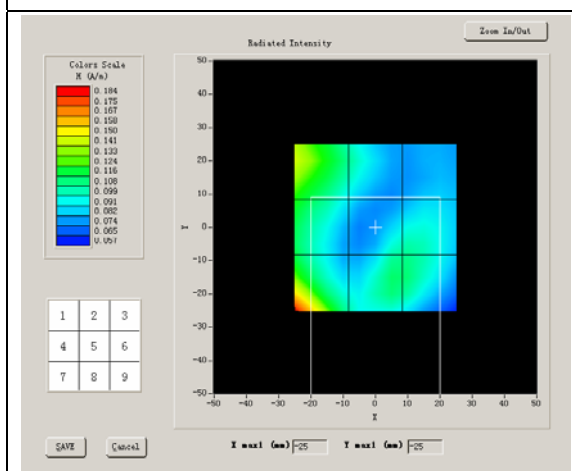 Zoom In/Out
Radiated Intensity
Colors Scale
H (A/m)
0.184
0.175
0.167
0.158
0.150
0.141
0.133
0.124
0.116
0.108
0.099
0.091
0.082
0.074
0.065
0.057
1 2 3
4 5 6
7 8 9
Y
50
40
30
20
10
0
-10
-20
-30
-40
-50
-50 -40 -30 -20 -10 0 10 20 30 40 50
X
SAVE
Cancel
X max1 (mm) -25
Y max1 (mm) -25